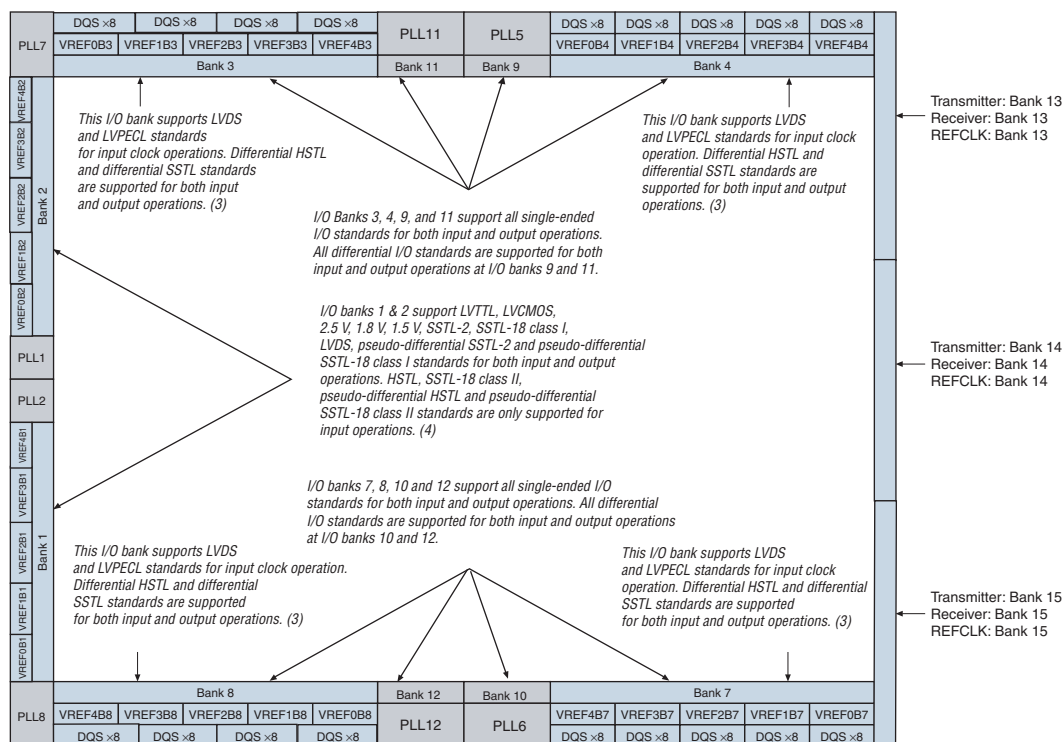 DQS ×8 DQS ×8 DQS ×8 DQS ×8
PLL7
VREF0B3 VREF1B3 VREF2B3 VREF3B3 VREF4B3
Bank 3
PLL11 PLL5
Bank 11 Bank 9
DQS ×8 DQS ×8 DQS ×8 DQS ×8 DQS ×8
VREF0B4 VREF1B4 VREF2B4 VREF3B4 VREF4B4
Bank 4
VREF4B2
VREF3B2
VREF2B2
VREF1B2
VREF0B2
Bank 2
This I/O bank supports LVDS
and LVPECL standards
for input clock operations. Differential HSTL
and differential SSTL standards
are supported for both input
and output operations. (3)
This I/O bank supports LVDS
and LVPECL standards for input clock
operation. Differential HSTL and
differential SSTL standards are
supported for both input and output
operations. (3)
Transmitter: Bank 13
Receiver: Bank 13
REFCLK: Bank 13
I/O Banks 3, 4, 9, and 11 support all single-ended
I/O standards for both input and output operations.
All differential I/O standards are supported for both
input and output operations at I/O banks 9 and 11.
PLL1
PLL2
I/O banks 1 & 2 support LVTTL, LVCMOS,
2.5 V, 1.8 V, 1.5 V, SSTL-2, SSTL-18 class I,
LVDS, pseudo-differential SSTL-2 and pseudo-differential
SSTL-18 class I standards for both input and output
operations. HSTL, SSTL-18 class II,
pseudo-differential HSTL and pseudo-differential
SSTL-18 class II standards are only supported for
input operations. (4)
Transmitter: Bank 14
Receiver: Bank 14
REFCLK: Bank 14
VREF4B1
VREF3B1
VREF2B1
VREF1B1
VREF0B1
Bank 1
I/O banks 7, 8, 10 and 12 support all single-ended I/O
standards for both input and output operations. All differential
I/O standards are supported for both input and output operations
at I/O banks 10 and 12.
This I/O bank supports LVDS
and LVPECL standards for input clock operation.
Differential HSTL and differential
SSTL standards are supported
for both input and output operations. (3)
This I/O bank supports LVDS
and LVPECL standards for input clock
operation. Differential HSTL and differential
SSTL standards are supported
for both input and output operations. (3)
Transmitter: Bank 15
Receiver: Bank 15
REFCLK: Bank 15
PLL8
Bank 8
VREF4B8 VREF3B8 VREF2B8 VREF1B8 VREF0B8
DQS ×8 DQS ×8 DQS ×8 DQS ×8
Bank 12 Bank 10
PLL12 PLL6
Bank 7
VREF4B7 VREF3B7 VREF2B7 VREF1B7 VREF0B7
DQS ×8 DQS ×8 DQS ×8 DQS ×8 DQS ×8